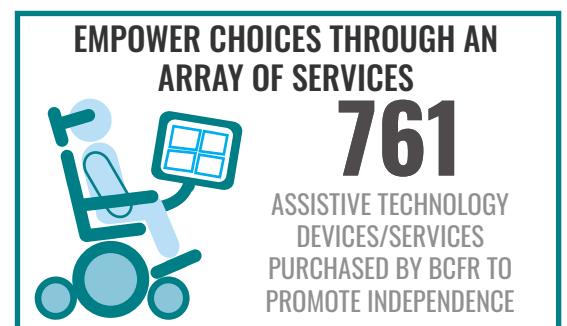 EMPOWER CHOICES THROUGH AN
ARRAY OF SERVICES
761
ASSISTIVE TECHNOLOGY
DEVICES/SERVICES
PURCHASED BY BCFR TO
PROMOTE INDEPENDENCE